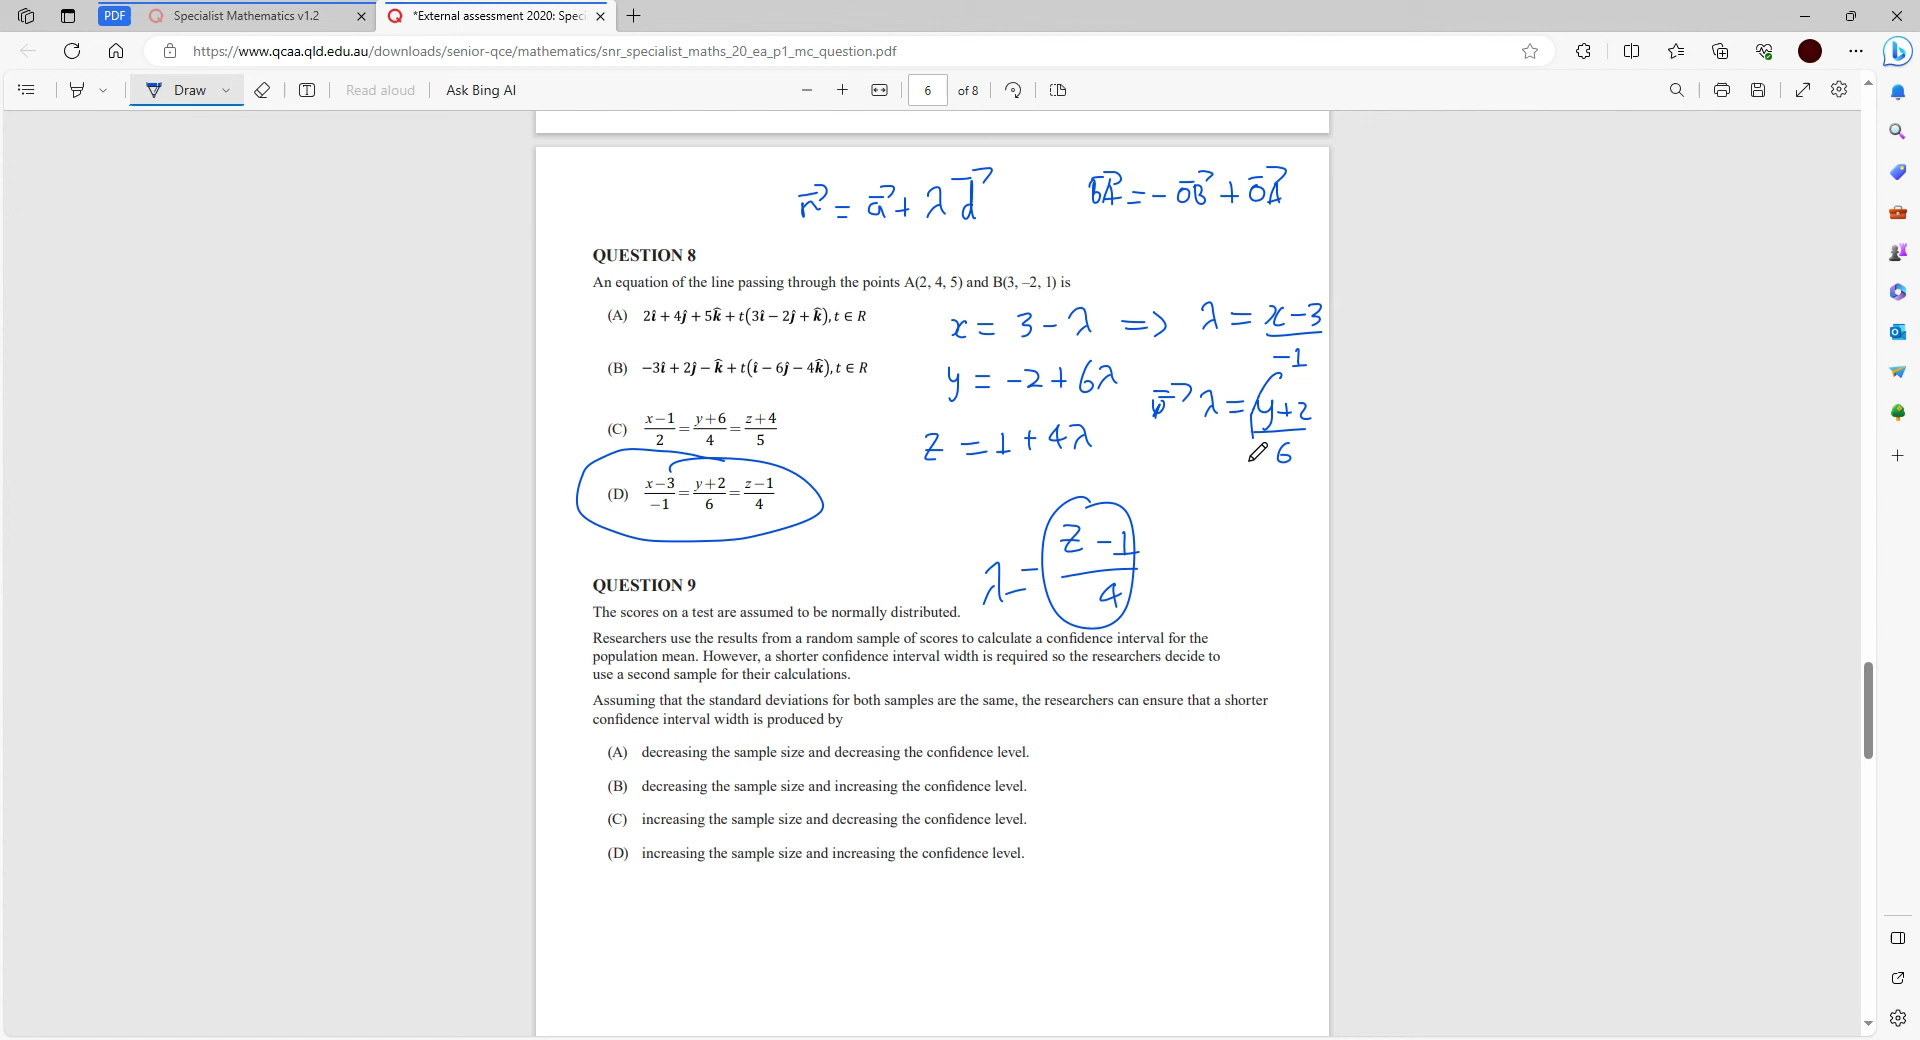 PDF Specialist Mathematics v1.2 *External assessment 2020: Speci
https://www.qcaa.qld.edu.au/downloads/senior-qce/mathematics/snr_specialist_maths_20_ea_p1_mc_question.pdf
Draw Read aloud Ask Bing AI 6 of 8
r⃗ = a⃗ + λ d⃗ BA⃗ = - OB⃗ + OA⃗
QUESTION 8
An equation of the line passing through the points A(2, 4, 5) and B(3, –2, 1) is
(A) 2î + 4ĵ + 5k̂ + t(3î − 2ĵ + k̂), t ∈ R
x = 3 - λ => λ = x-3/-1
(B) −3î + 2ĵ − k̂ + t(î − 6ĵ − 4k̂), t ∈ R
y = -2 + 6λ λ = y+2/6
(C) x−1/2 = y+6/4 = z+4/5
z = 1 + 4λ
(D) x−3/−1 = y+2/6 = z−1/4
λ = z-1/4
QUESTION 9
The scores on a test are assumed to be normally distributed.
Researchers use the results from a random sample of scores to calculate a confidence interval for the
population mean. However, a shorter confidence interval width is required so the researchers decide to
use a second sample for their calculations.
Assuming that the standard deviations for both samples are the same, the researchers can ensure that a shorter
confidence interval width is produced by
(A) decreasing the sample size and decreasing the confidence level.
(B) decreasing the sample size and increasing the confidence level.
(C) increasing the sample size and decreasing the confidence level.
(D) increasing the sample size and increasing the confidence level.